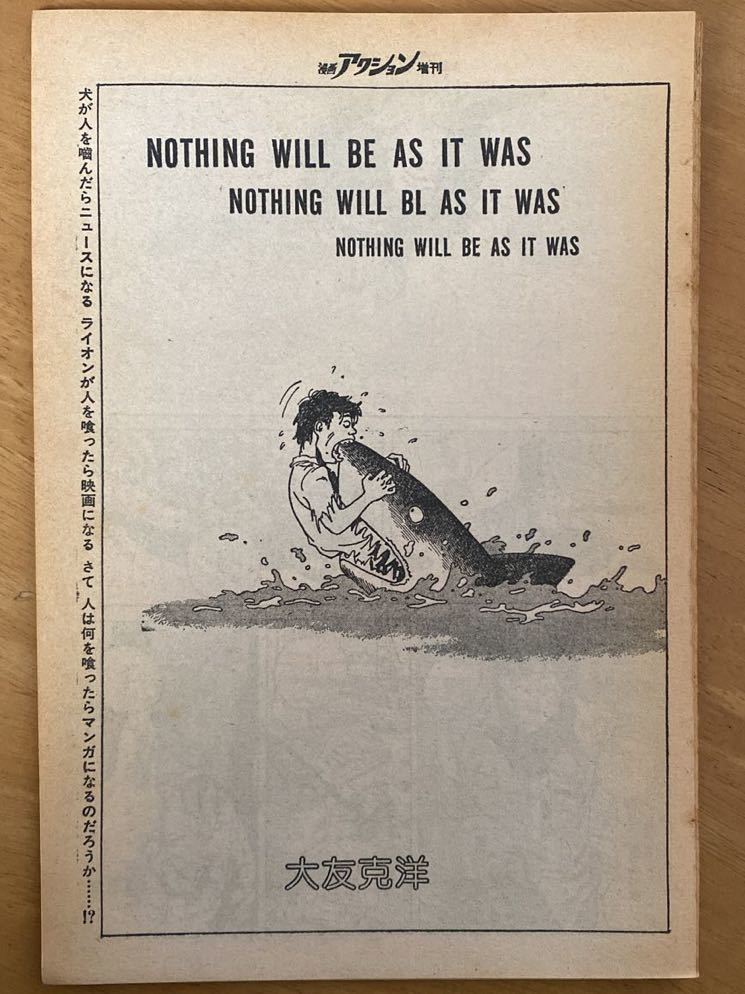 漫画アクション増刊
NOTHING WILL BE AS IT WAS
NOTHING WILL BL AS IT WAS
NOTHING WILL BE AS IT WAS
犬が人を嚙んだらニュースになる ライオンが人を喰ったら映画になる さて 人は何を喰ったらマンガになるのだろうか……!?
大友克洋